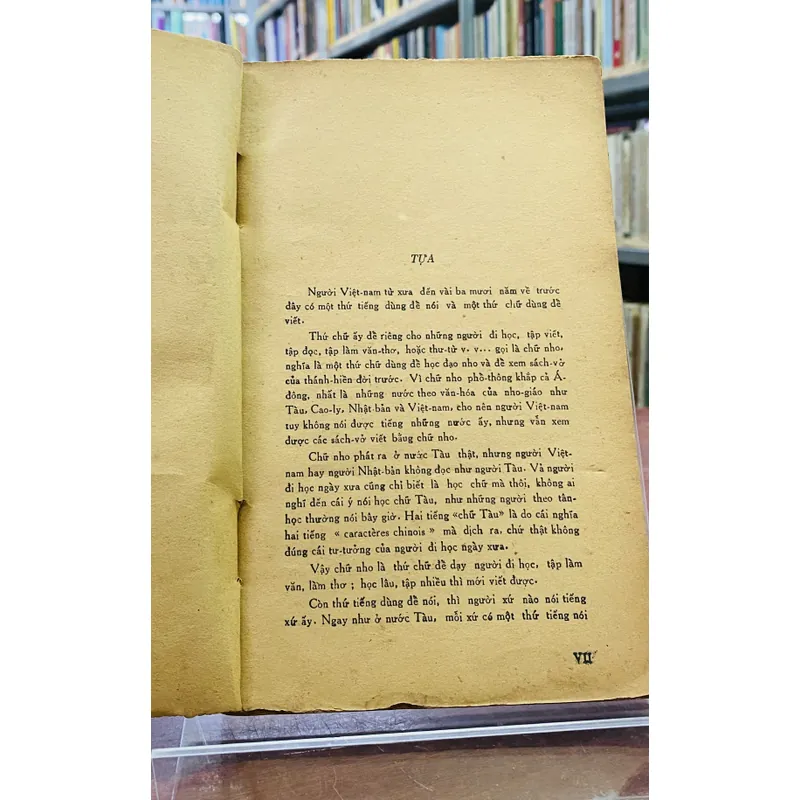 TỰA
Người Việt-nam từ xưa đến vài ba mươi năm về trước
đây có một thứ tiếng dùng để nói và một thứ chữ dùng để
viết.
Thứ chữ ấy để riêng cho những người đi học, tập viết,
tập đọc, tập làm văn-thơ, hoặc thư-từ v. v... gọi là chữ nho,
nghĩa là một thứ chữ dùng để học đạo nho và để xem sách-vở
của thánh-hiền đời trước. Vì chữ nho phổ-thông khắp cả Á-
đông, nhất là những nước theo văn-hóa của nho-giáo như
Tàu, Cao-ly, Nhật-bản và Việt-nam, cho nên người Việt-nam
tuy không nói được tiếng những nước ấy, nhưng vẫn xem
được các sách-vở viết bằug chữ nho.
Chữ nho phát ra ở nước Tàu thật, nhưng người Việt-
nam hay người Nhật-bản không đọc như người Tàu. Vả người
đi học ngày xưa cũng chỉ biết là học chữ mà thôi, không ai
nghĩ đến cái ý nói học chữ Tàu, như những người theo tân-
học thường nói bây giờ. Hai tiếng «chữ Tàu» là do cái nghĩa
hai tiếng « caractères chinois » mà dịch ra, chứ thật không
đúng cái tư-tưởng của người đi học ngày xưa.
Vậy chữ nho là thứ chữ để dạy người đi học, tập làm
văn, làm thơ ; học lâu, tập nhiều thì mới viết được.
Còn thứ tiếng dùng để nói, thì người xứ nào nói tiếng
xứ ấy. Ngay như ở nước Tàu, mỗi xứ có một thứ tiếng nói
VII